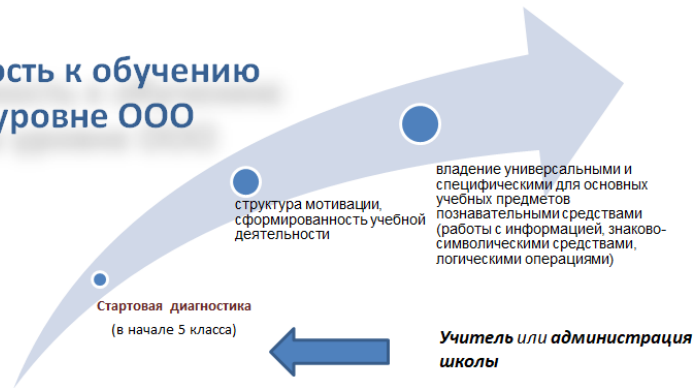 ость к обучению
уровне ООО
владение универсальными и
специфическими для основных
учебных предметов
познавательными средствами
(работы с информацией, знаково-
символическими средствами,
логическими операциями)
структура мотивации,
сформированность учебной
деятельности
Стартовая диагностика
(в начале 5 класса)
Учитель или администрация
школы